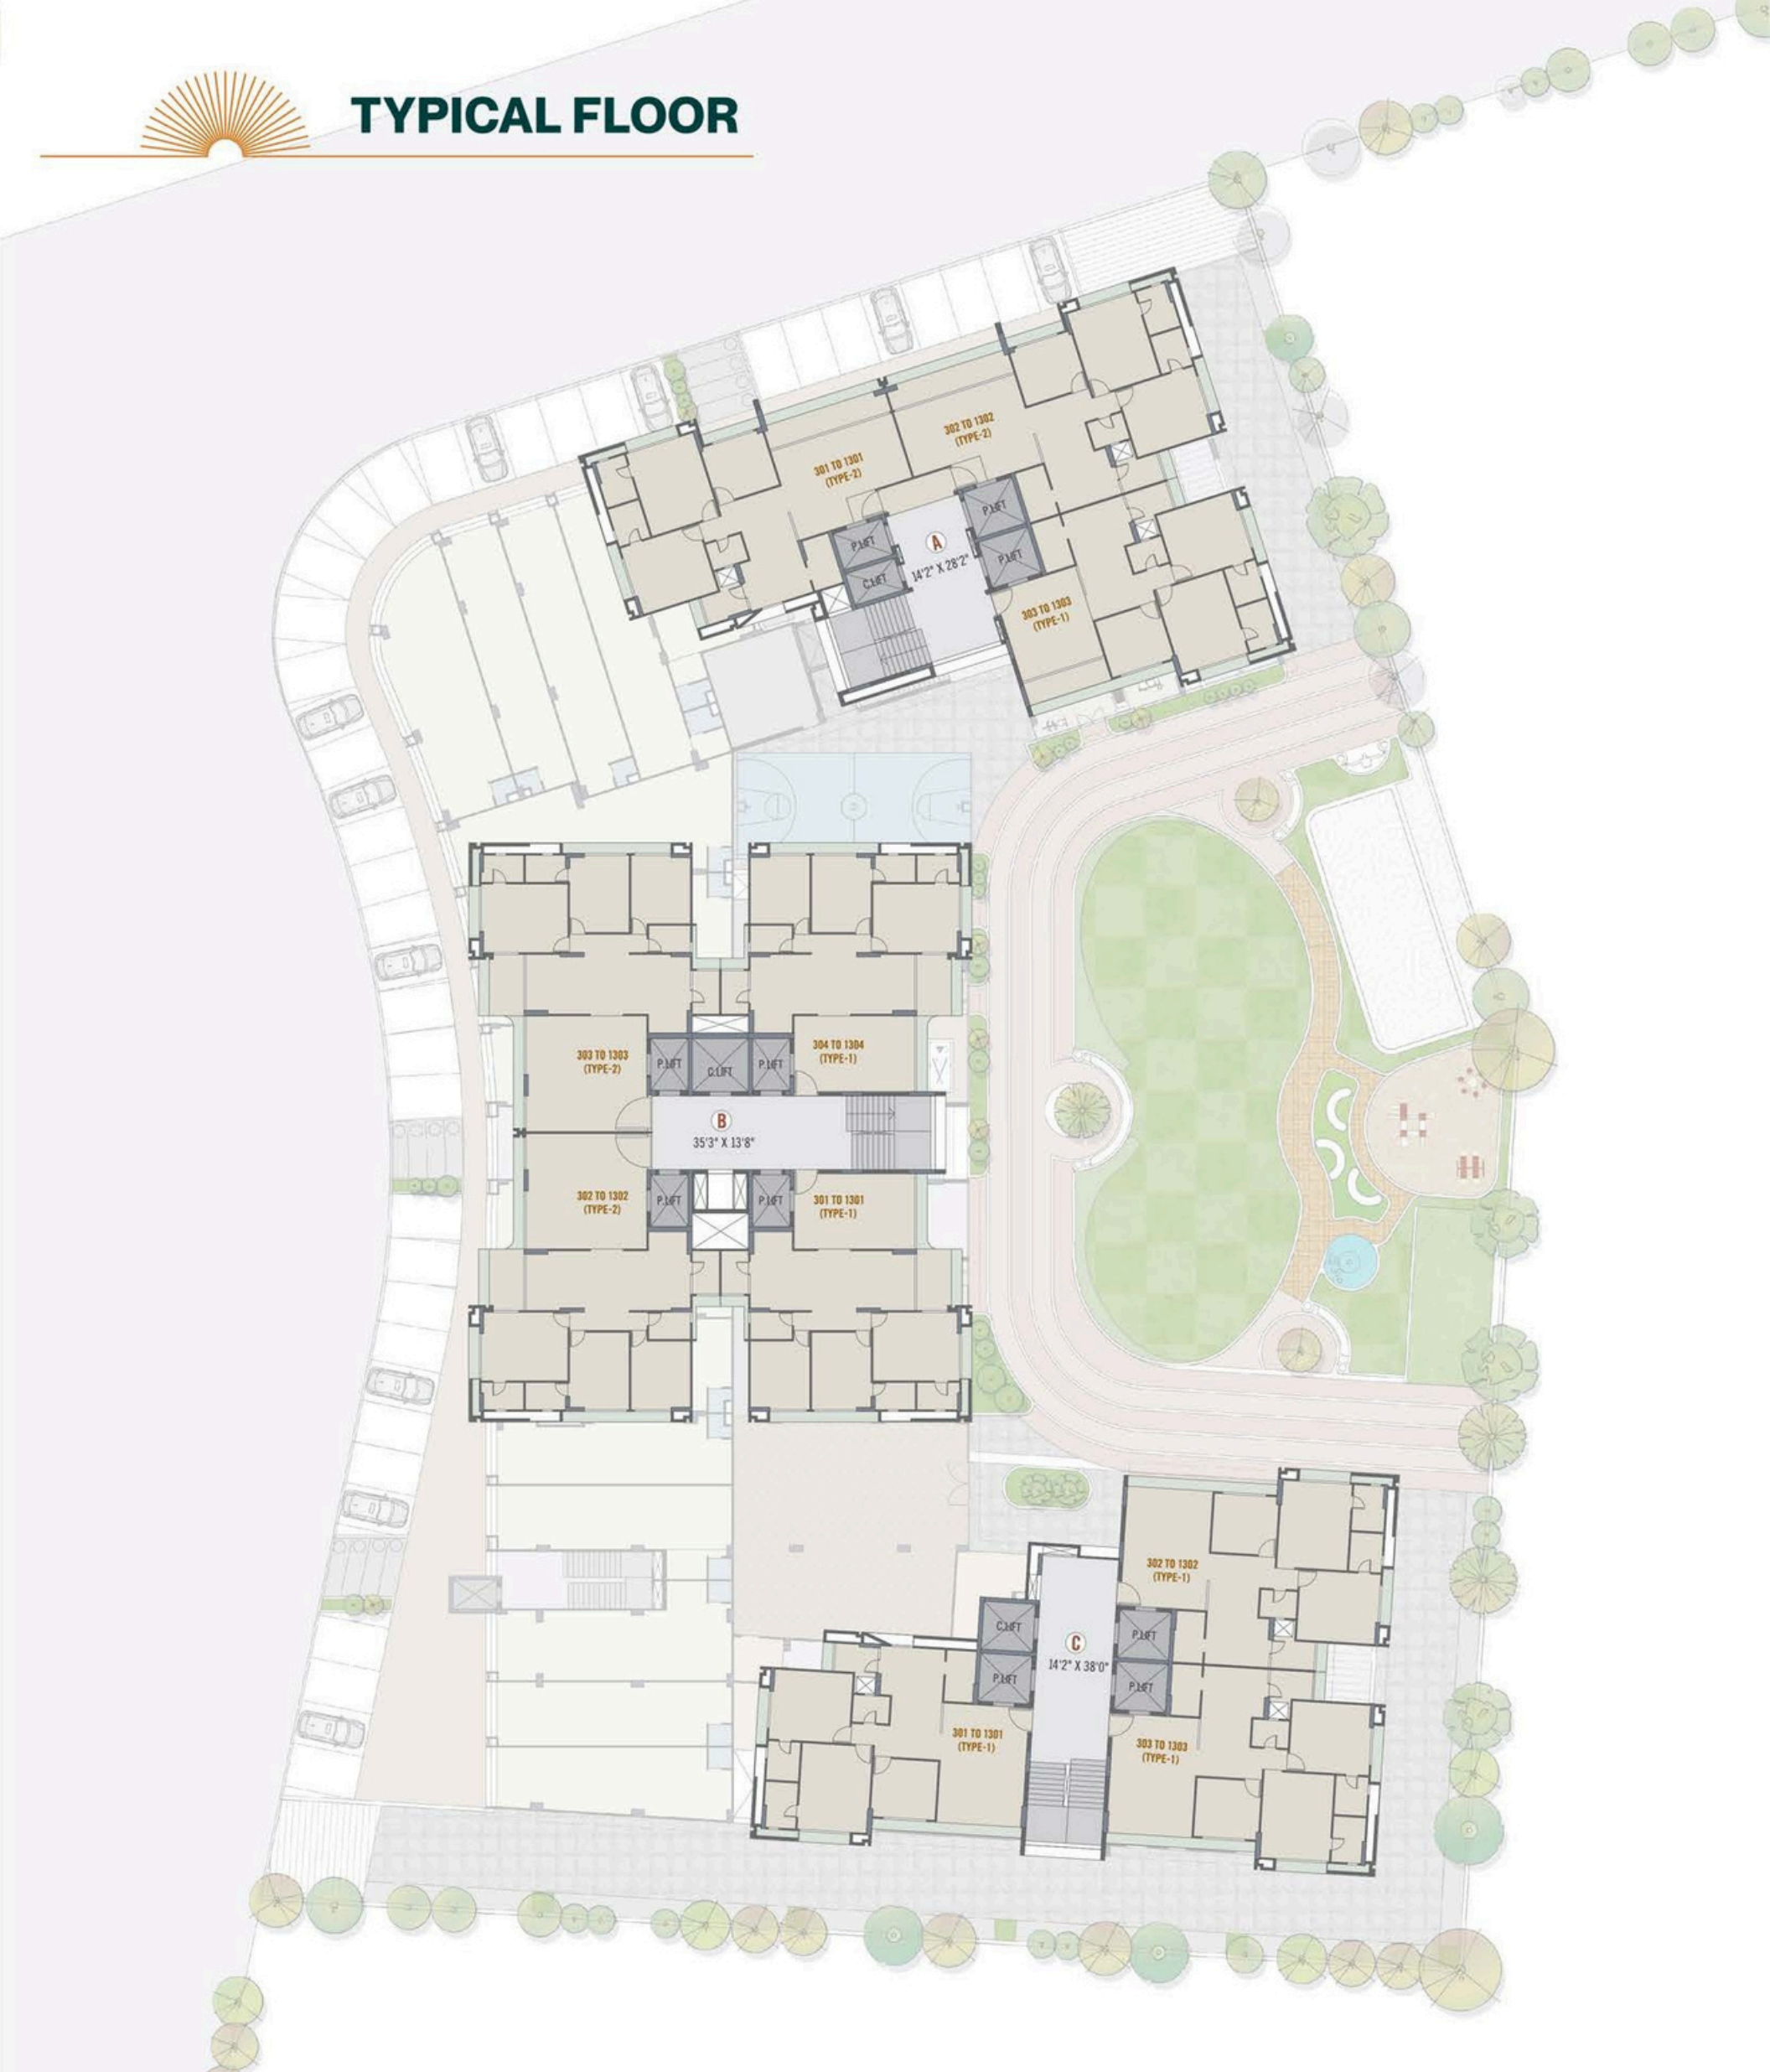 TYPICAL FLOOR
302 TO 1302
(TYPE-2)
301 TO 1301
(TYPE-2)
P.LIFT
P.LIFT
A
14'2" X 28'2"
P.LIFT
C.LIFT
303 TO 1303
(TYPE-1)
303 TO 1303
(TYPE-2)
P.LIFT
C.LIFT
P.LIFT
304 TO 1304
(TYPE-1)
B
35'3" X 13'8"
302 TO 1302
(TYPE-2)
P.LIFT
P.LIFT
301 TO 1301
(TYPE-1)
302 TO 1302
(TYPE-1)
C.LIFT
P.LIFT
C
14'2" X 38'0"
P.LIFT
P.LIFT
301 TO 1301
(TYPE-1)
303 TO 1303
(TYPE-1)